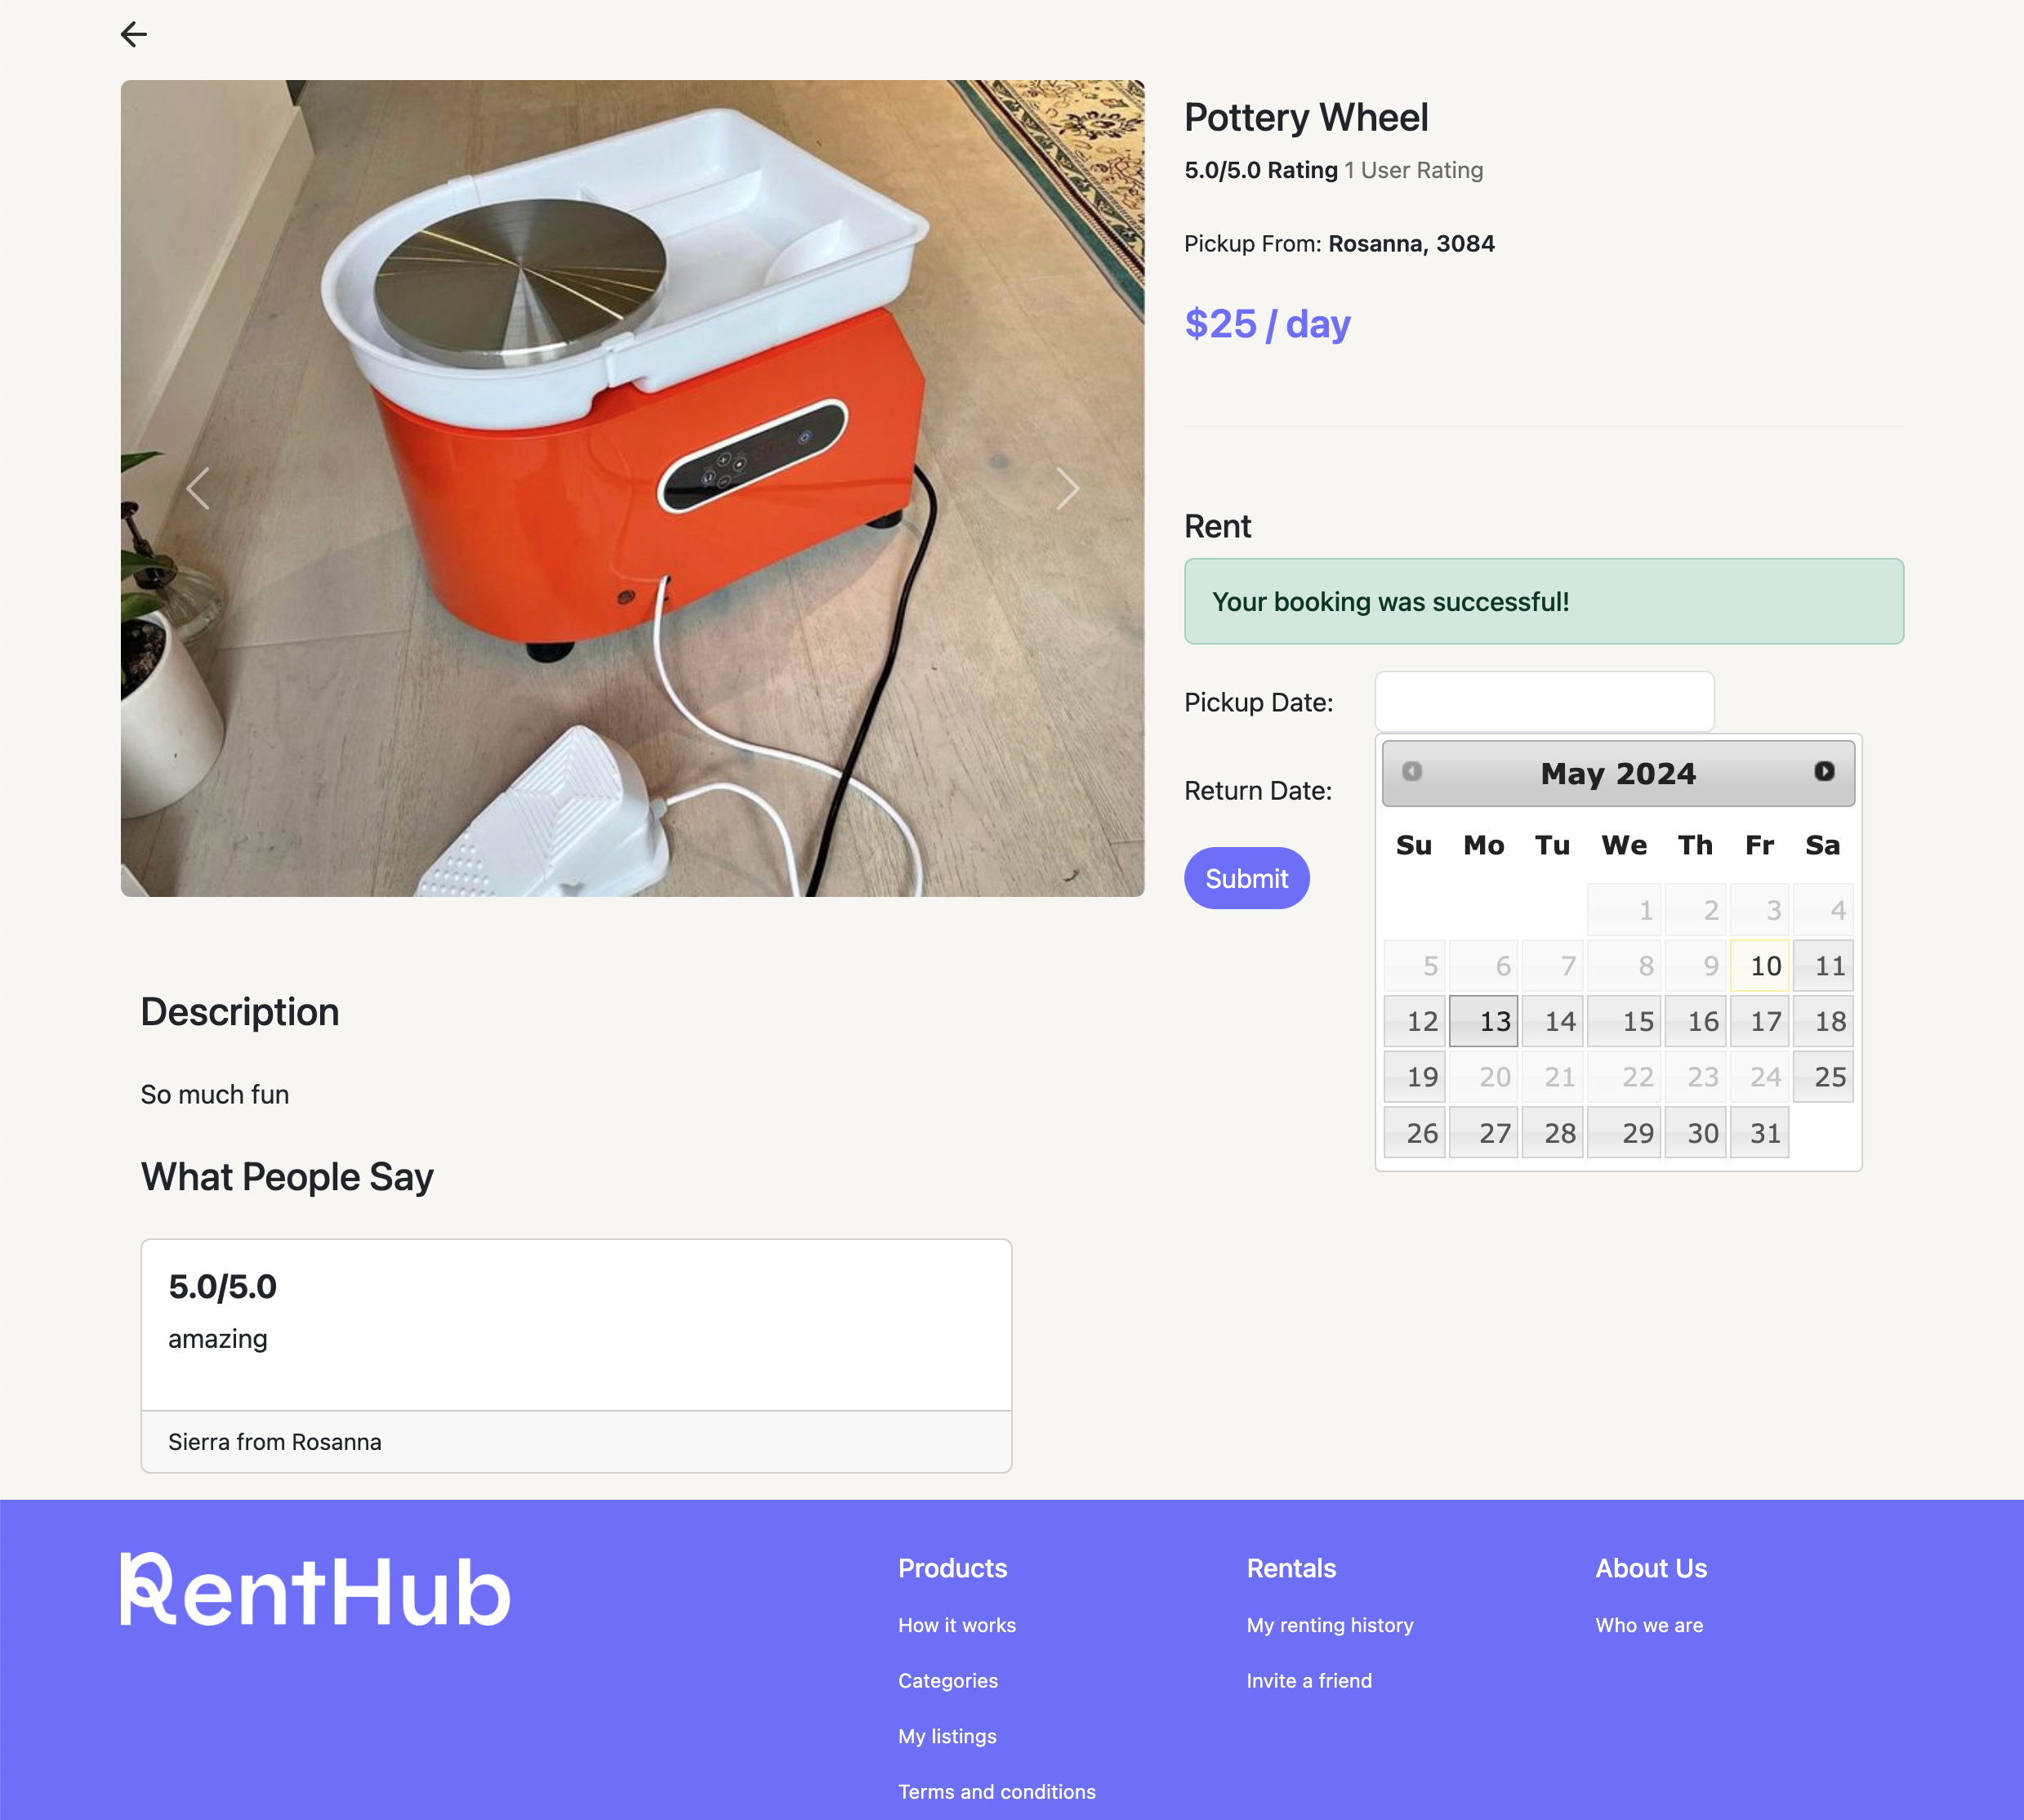 Pottery Wheel
5.0/5.0 Rating 1 User Rating
Pickup From: Rosanna, 3084
$25 / day
Rent
Your booking was successful!
Pickup Date:
Return Date:
Submit
May 2024
Su Mo Tu We Th Fr Sa
1 2 3 4
5 6 7 8 9 10 11
12 13 14 15 16 17 18
19 20 21 22 23 24 25
26 27 28 29 30 31
Description
So much fun
What People Say
5.0/5.0
amazing
Sierra from Rosanna
RentHub
Products
How it works
Categories
My listings
Terms and conditions
Rentals
My renting history
Invite a friend
About Us
Who we are